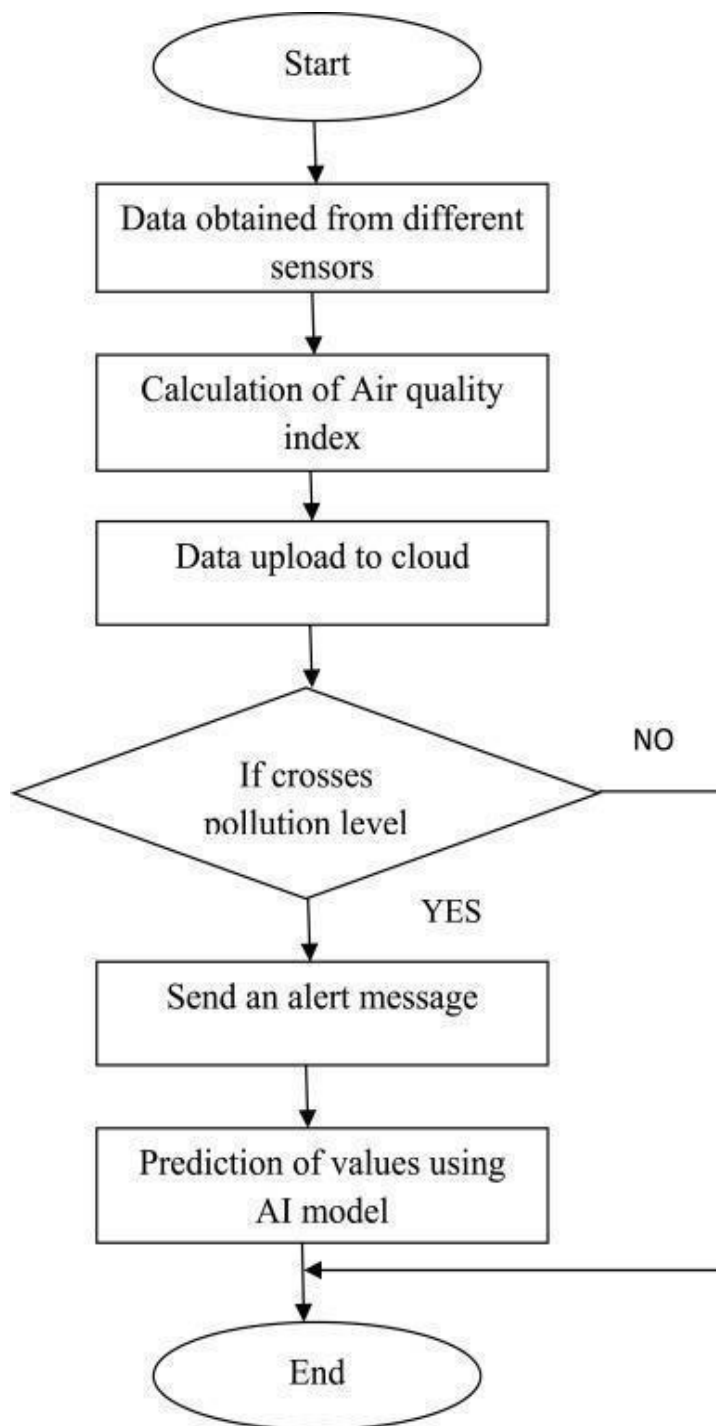 Start
Data obtained from different
sensors
Calculation of Air quality
index
Data upload to cloud
NO
If crosses
pollution level
YES
Send an alert message
Prediction of values using
AI model
End